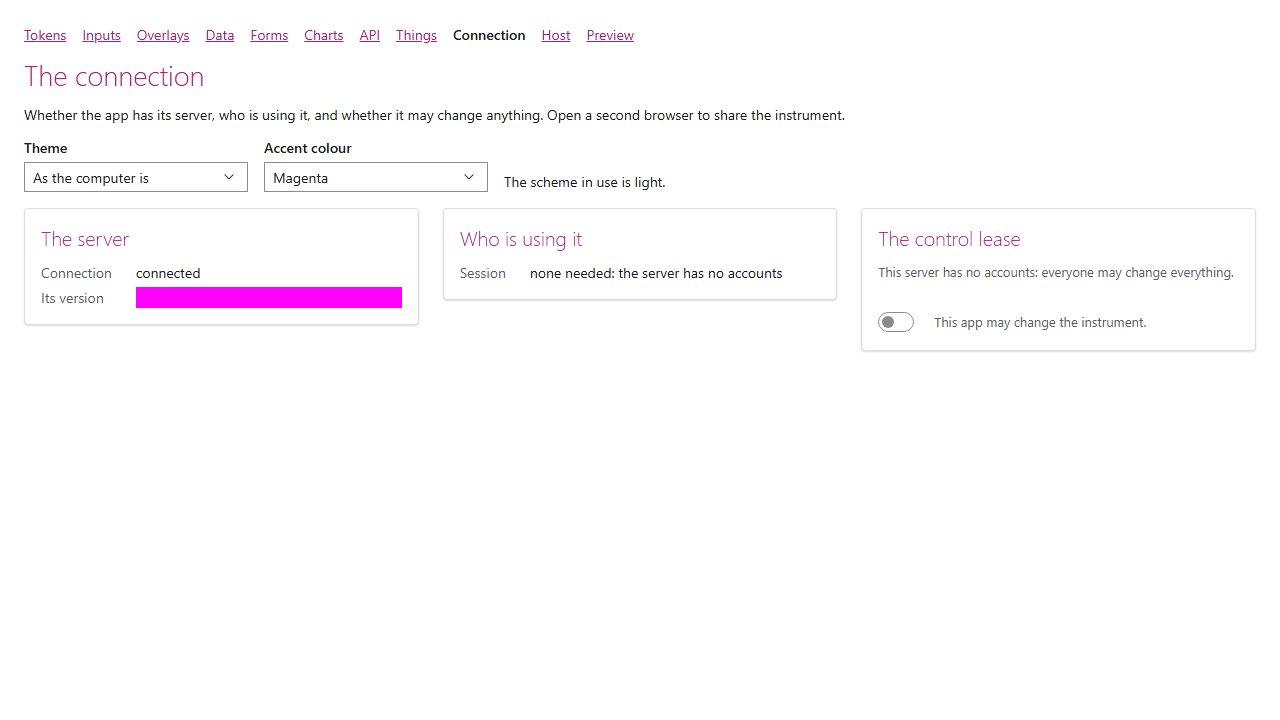 Tokens Inputs Overlays Data Forms Charts API Things Connection Host Preview
The connection
Whether the app has its server, who is using it, and whether it may change anything. Open a second browser to share the instrument.
Theme
Accent colour
As the computer is
Magenta
The scheme in use is light.
The server
Connection connected
Its version
Who is using it
Session none needed: the server has no accounts
The control lease
This server has no accounts: everyone may change everything.
This app may change the instrument.